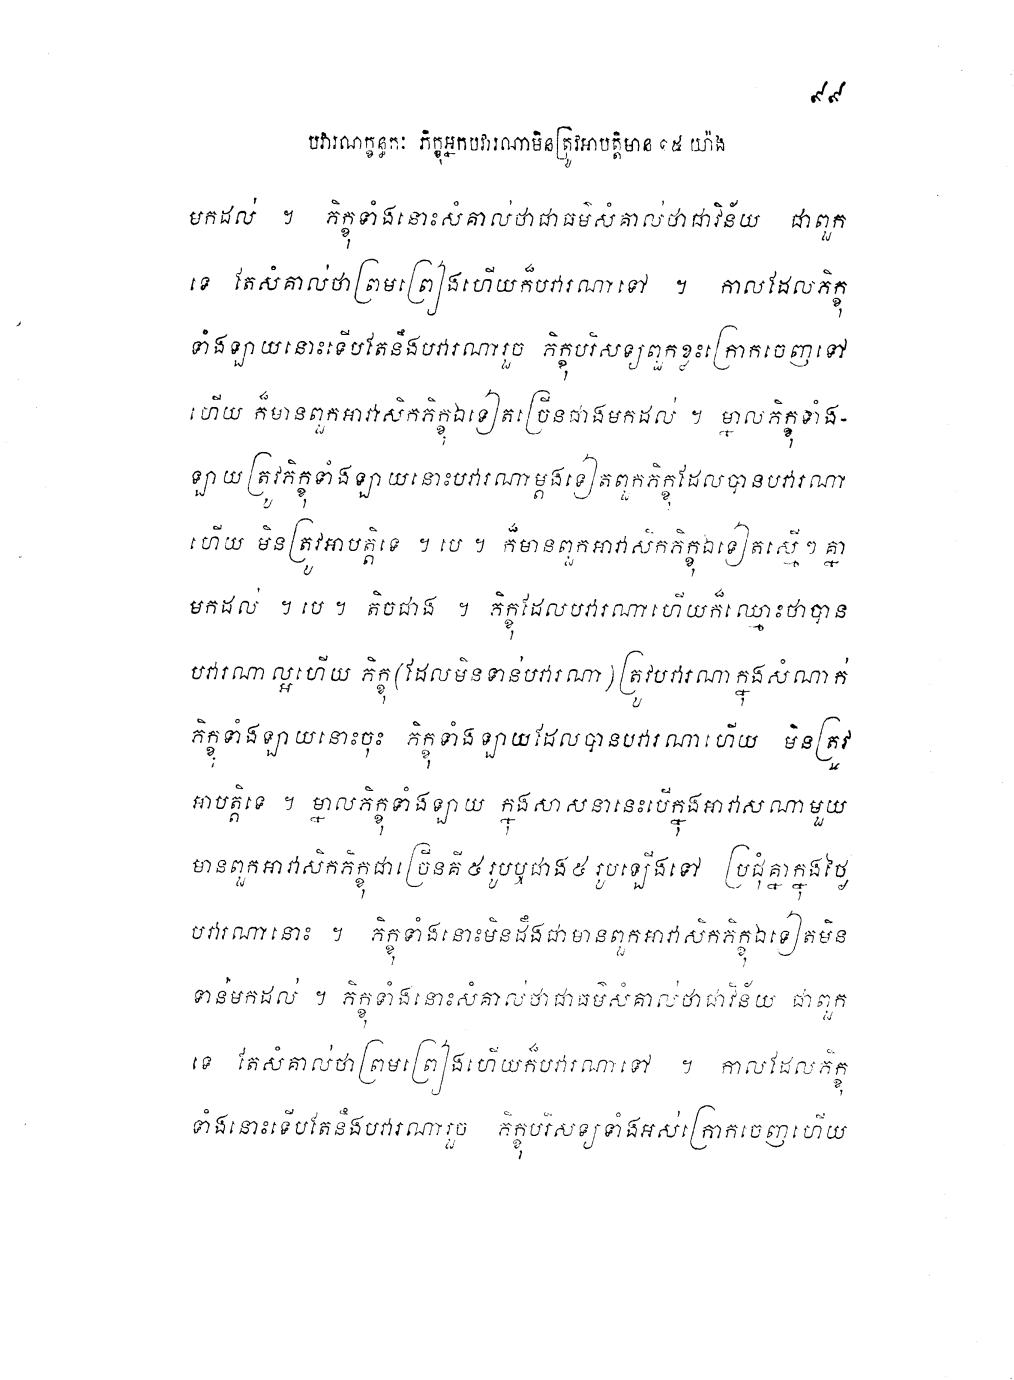 ៩៩
បវារណក្ខន្ធកៈ ភិក្ខុអ្នកបវារណាមិនត្រូវអាបត្តិមាន ១៥ យ៉ាង
មកដល់ ។ ភិក្ខុទាំងនោះសំគាល់ថាជាធម៌សំគាល់ថាជាវិន័យ ជាពួក
ទេ តែសំគាល់ថាព្រមព្រៀងហើយក៏បវារណាទៅ ។ កាលដែលភិក្ខុ
ទាំងឡាយនោះទើបតែនឹងបវារណារួច ភិក្ខុបរិសទ្យពួកខ្លះក្រោកចេញទៅ
ហើយ ក៏មានពួកអាវាសិកភិក្ខុឯទៀតច្រើនជាងមកដល់ ។ ម្នាលភិក្ខុទាំង-
ឡាយ ត្រូវភិក្ខុទាំងឡាយនោះបវារណាម្តងទៀតពួកភិក្ខុដែលបានបវារណា
ហើយ មិនត្រូវអាបត្តិទេ ។ បេ ។ ក៏មានពួកអាវាសិកភិក្ខុឯទៀតស្មើៗគ្នា
មកដល់ ។ បេ ។ តិចជាង ។ ភិក្ខុដែលបវារណាហើយក៏ឈ្មោះថាបាន
បវារណាល្អហើយ ភិក្ខុ(ដែលមិនទាន់បវារណា)ត្រូវបវារណាក្នុងសំណាក់
ភិក្ខុទាំងឡាយនោះចុះ ភិក្ខុទាំងឡាយដែលបានបវារណាហើយ មិនត្រូវ
អាបត្តិទេ ។ ម្នាលភិក្ខុទាំងឡាយ ក្នុងសាសនានេះបើក្នុងអាវាសណាមួយ
មានពួកអាវាសិកភិក្ខុជាច្រើនគឺ ៥ រូបឬជាង ៥ រូបឡើងទៅ ប្រជុំគ្នាក្នុងថ្ងៃ
បវារណានោះ ។ ភិក្ខុទាំងនោះមិនដឹងជាមានពួកអាវាសិកភិក្ខុឯទៀតមិន
ទាន់មកដល់ ។ ភិក្ខុទាំងនោះសំគាល់ថាជាធម៌សំគាល់ថាជាវិន័យ ជាពួក
ទេ តែសំគាល់ថាព្រមព្រៀងហើយក៏បវារណាទៅ ។ កាលដែលភិក្ខុ
ទាំងនោះទើបតែនឹងបវារណារួច ភិក្ខុបរិសទ្យទាំងអស់ក្រោកចេញហើយ